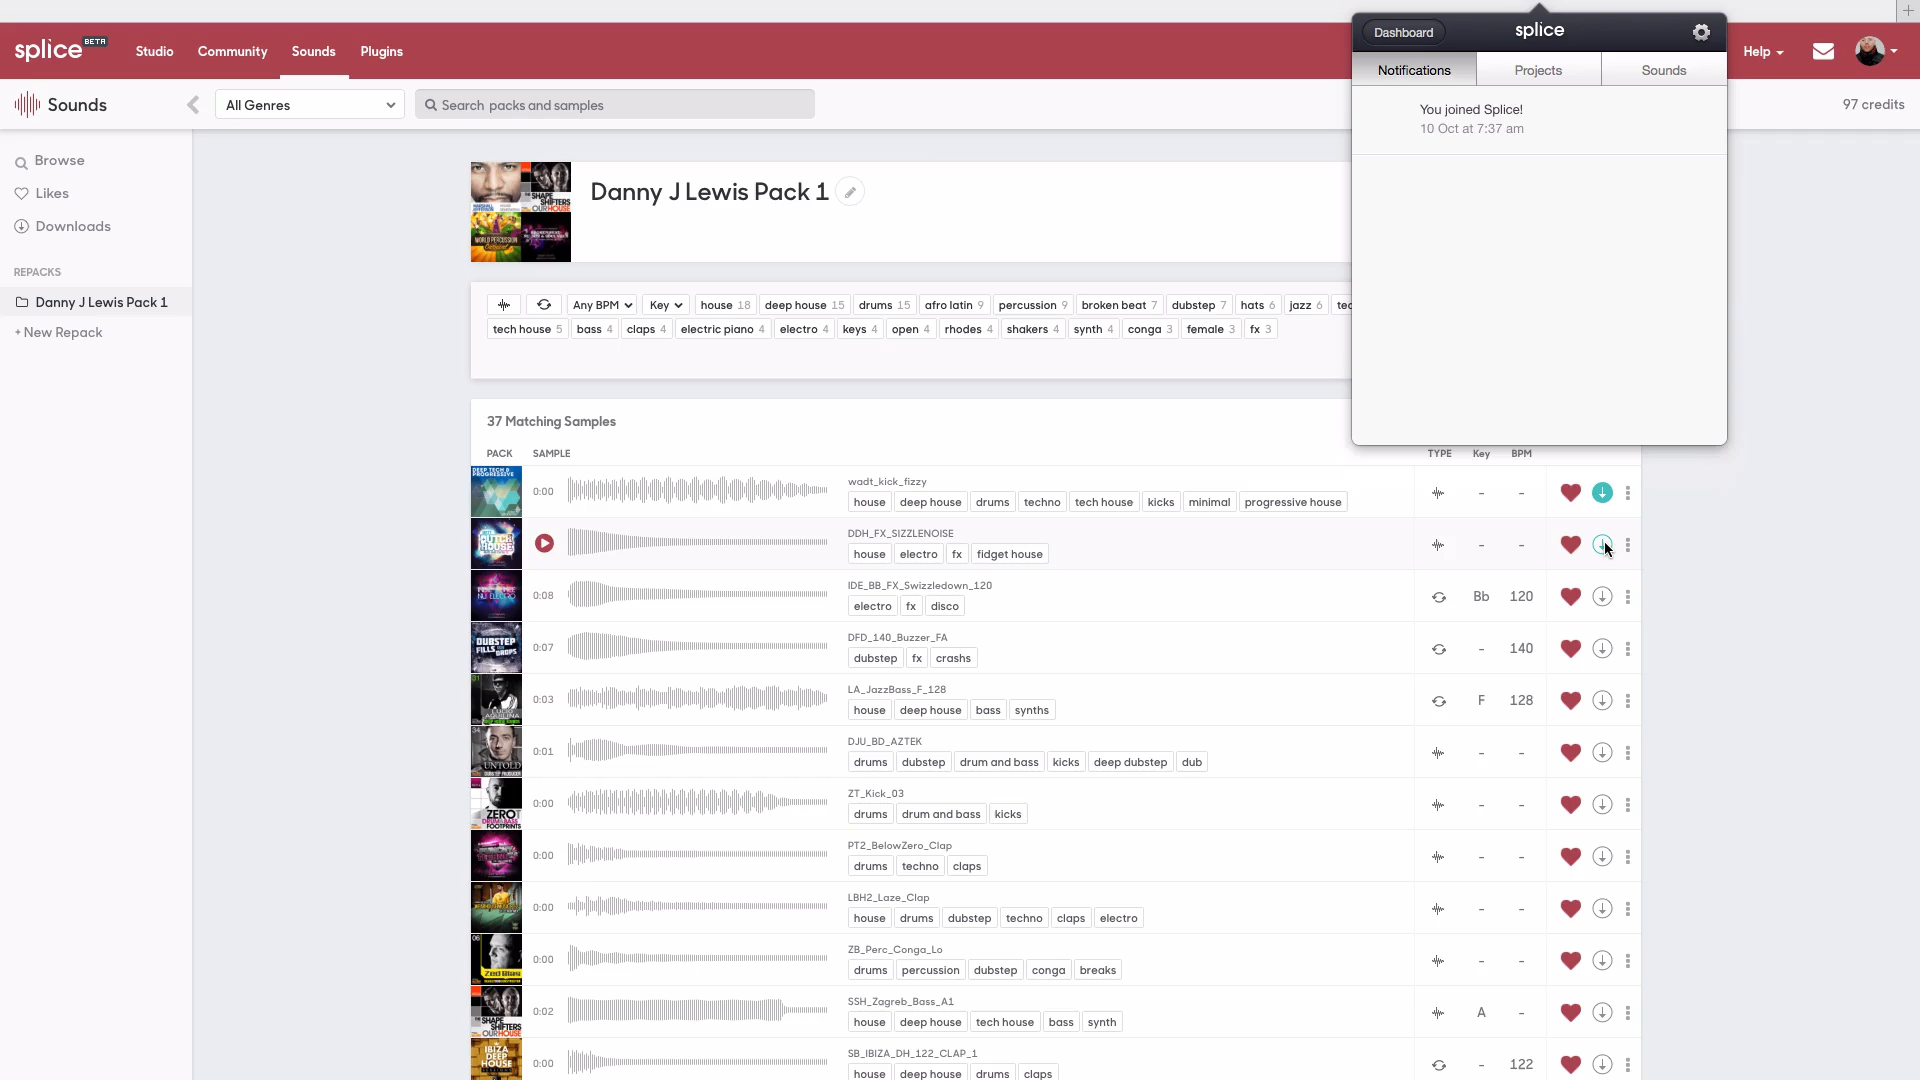 splice BETA
Studio
Community
Sounds
Plugins
Dashboard
splice
Help
Notifications
Projects
Sounds
You joined Splice!
10 Oct at 7:37 am
Sounds
All Genres
Search packs and samples
97 credits
Browse
Likes
Downloads
REPACKS
Danny J Lewis Pack 1
+ New Repack
Danny J Lewis Pack 1
Any BPM Key house 18 deep house 15 drums 15 afro latin 9 percussion 9 broken beat 7 dubstep 7 hats 6 jazz 6
tech house 5 bass 4 claps 4 electric piano 4 electro 4 keys 4 open 4 rhodes 4 shakers 4 synth 4 conga 3 female 3 fx 3
37 Matching Samples
PACK SAMPLE TYPE Key BPM
wadt_kick_fizzy
0:00 - -
house deep house drums techno tech house kicks minimal progressive house
DDH_FX_SIZZLENOISE
- -
house electro fx fidget house
IDE_BB_FX_Swizzledown_120
0:08 Bb 120
electro fx disco
DFD_140_Buzzer_FA
0:07 - 140
dubstep fx crashs
LA_JazzBass_F_128
0:03 F 128
house deep house bass synths
DJU_BD_AZTEK
0:01 - -
drums dubstep drum and bass kicks deep dubstep dub
ZT_Kick_03
0:00 - -
drums drum and bass kicks
PT2_BelowZero_Clap
0:00 - -
drums techno claps
LBH2_Laze_Clap
0:00 - -
house drums dubstep techno claps electro
ZB_Perc_Conga_Lo
0:00 - -
drums percussion dubstep conga breaks
SSH_Zagreb_Bass_A1
0:02 A -
house deep house tech house bass synth
SB_IBIZA_DH_122_CLAP_1
0:00 - 122
house deep house drums claps